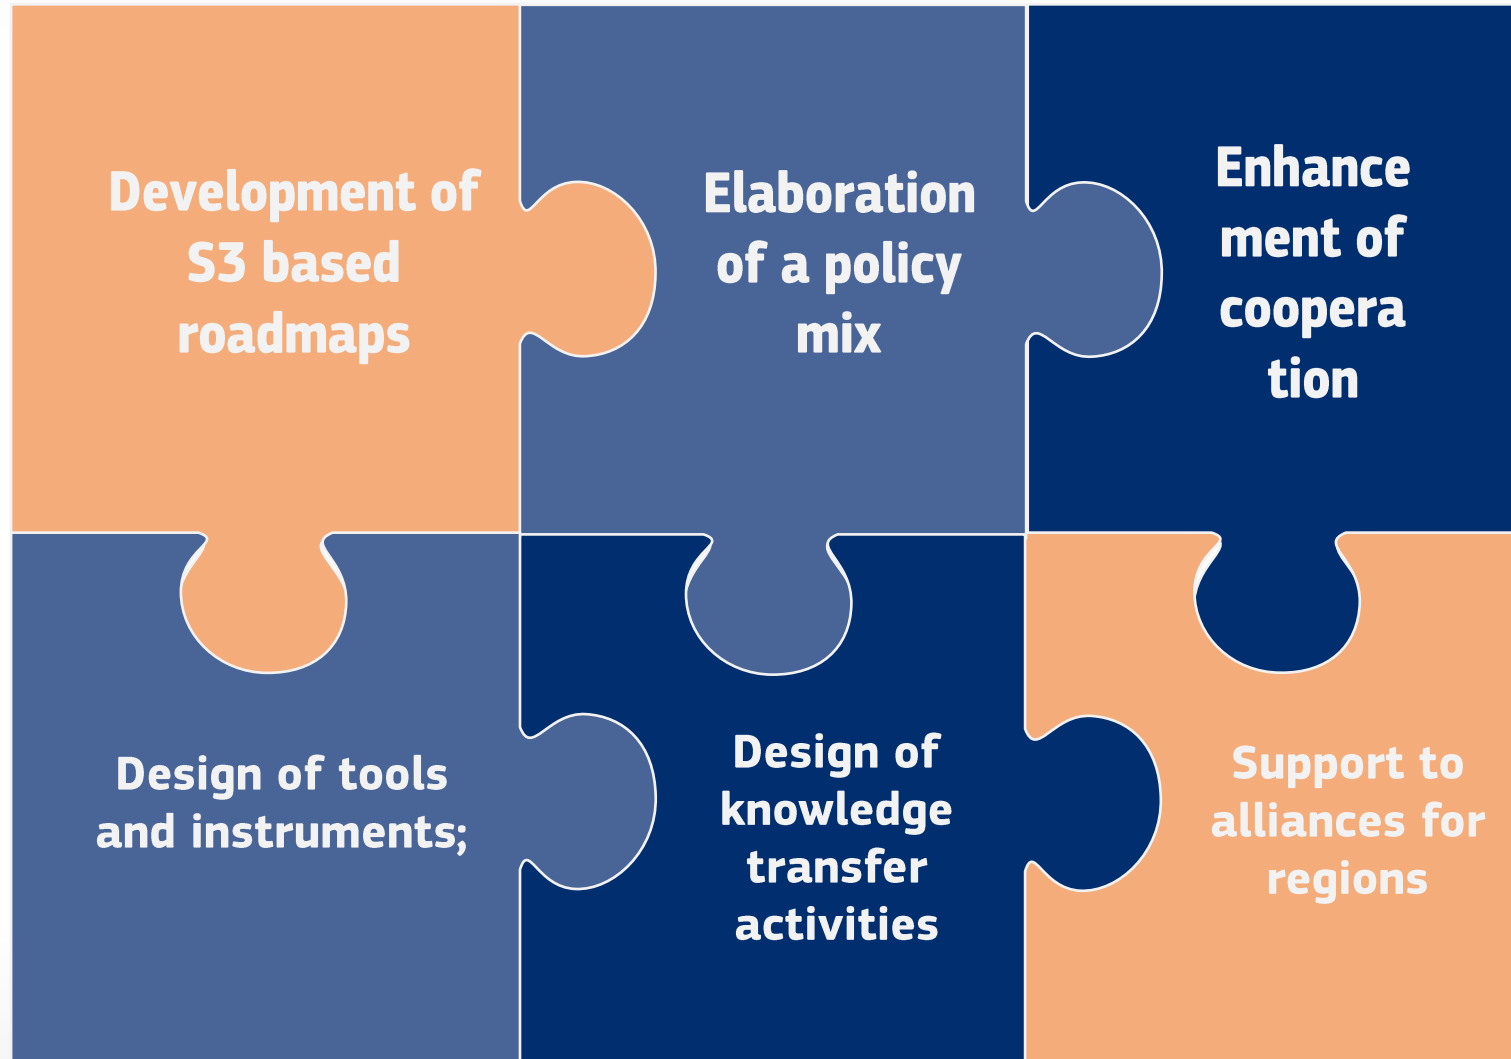 Development of
S3 based
roadmaps
Elaboration
of a policy
mix
Enhance
ment of
coopera
tion
Design of tools
and instruments;
Design of
knowledge
transfer
activities
Support to
alliances for
regions